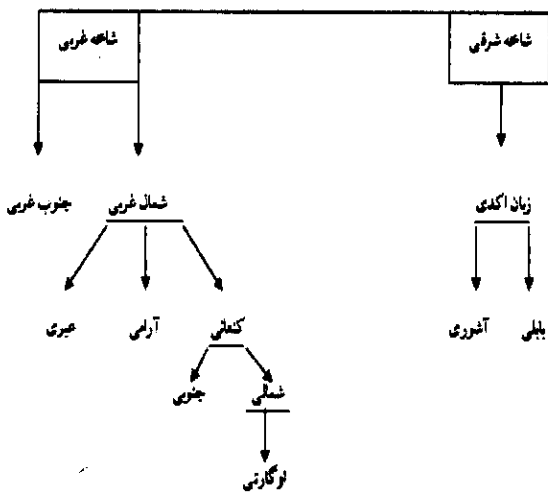 شاخه شرقی شاخه غربی
زبان اکدی شمال غربی جنوب غربی
بابلی آشوری کنعانی آرامی عبری
شمالی جنوبی
اوگاریتی